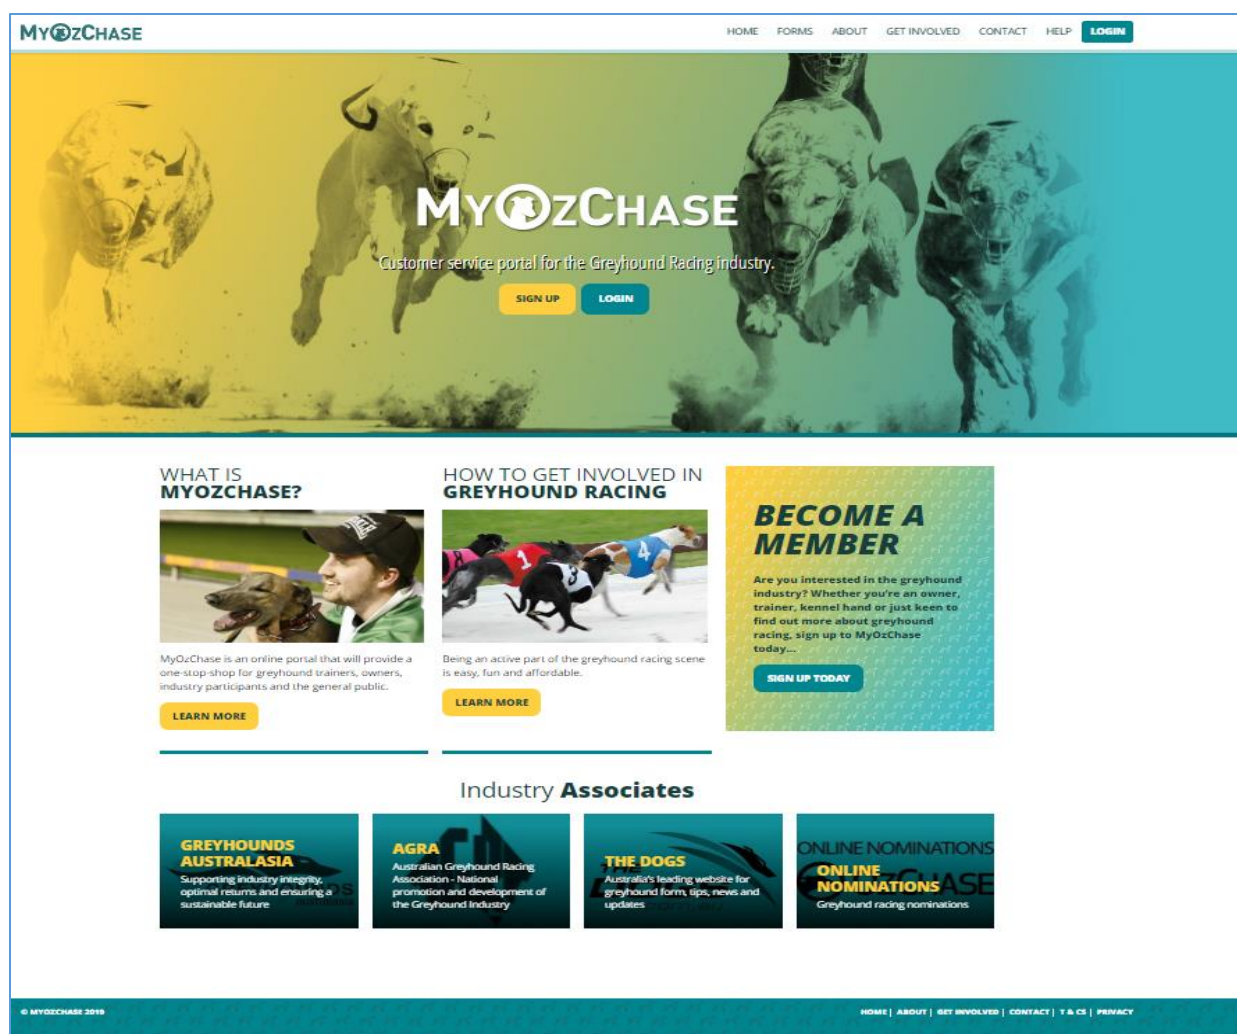 MYOZCHASE
HOME FORMS ABOUT GET INVOLVED CONTACT HELP LOGIN
MYOZCHASE
Customer service portal for the Greyhound Racing industry.
SIGN UP LOGIN
WHAT IS
MYOZCHASE?
MyOzChase is an online portal that will provide a
one-stop-shop for greyhound trainers, owners,
industry participants and the general public.
LEARN MORE
HOW TO GET INVOLVED IN
GREYHOUND RACING
8 1 3 4
Being an active part of the greyhound racing scene
is easy, fun and affordable.
LEARN MORE
BECOME A
MEMBER
Are you interested in the greyhound
industry? Whether you're an owner,
trainer, kennel hand or just keen to
find out more about greyhound
racing, sign up to MyOzChase
today...
SIGN UP TODAY
Industry Associates
GREYHOUNDS
AUSTRALASIA
Supporting industry integrity,
optimal returns and ensuring a
sustainable future
AGRA
Australian Greyhound Racing
Association - National
promotion and development of
the Greyhound Industry
THE DOGS
Australia's leading website for
greyhound form, tips, news and
updates
ONLINE NOMINATIONS
OZCHASE
ONLINE
NOMINATIONS
Greyhound racing nominations
© MYOZCHASE 2019
HOME | ABOUT | GET INVOLVED | CONTACT | T & CS | PRIVACY